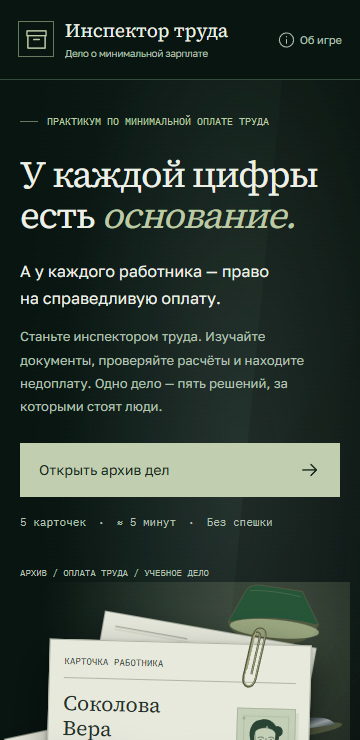 Инспектор труда
Дело о минимальной зарплате
Об игре
ПРАКТИКУМ ПО МИНИМАЛЬНОЙ ОПЛАТЕ ТРУДА
У каждой цифры
есть основание.
А у каждого работника — право
на справедливую оплату.
Станьте инспектором труда. Изучайте
документы, проверяйте расчёты и находите
недоплату. Одно дело — пять решений, за
которыми стоят люди.
Открыть архив дел
5 карточек · ≈ 5 минут · Без спешки
АРХИВ / ОПЛАТА ТРУДА / УЧЕБНОЕ ДЕЛО
КАРТОЧКА РАБОТНИКА
Соколова
Вера